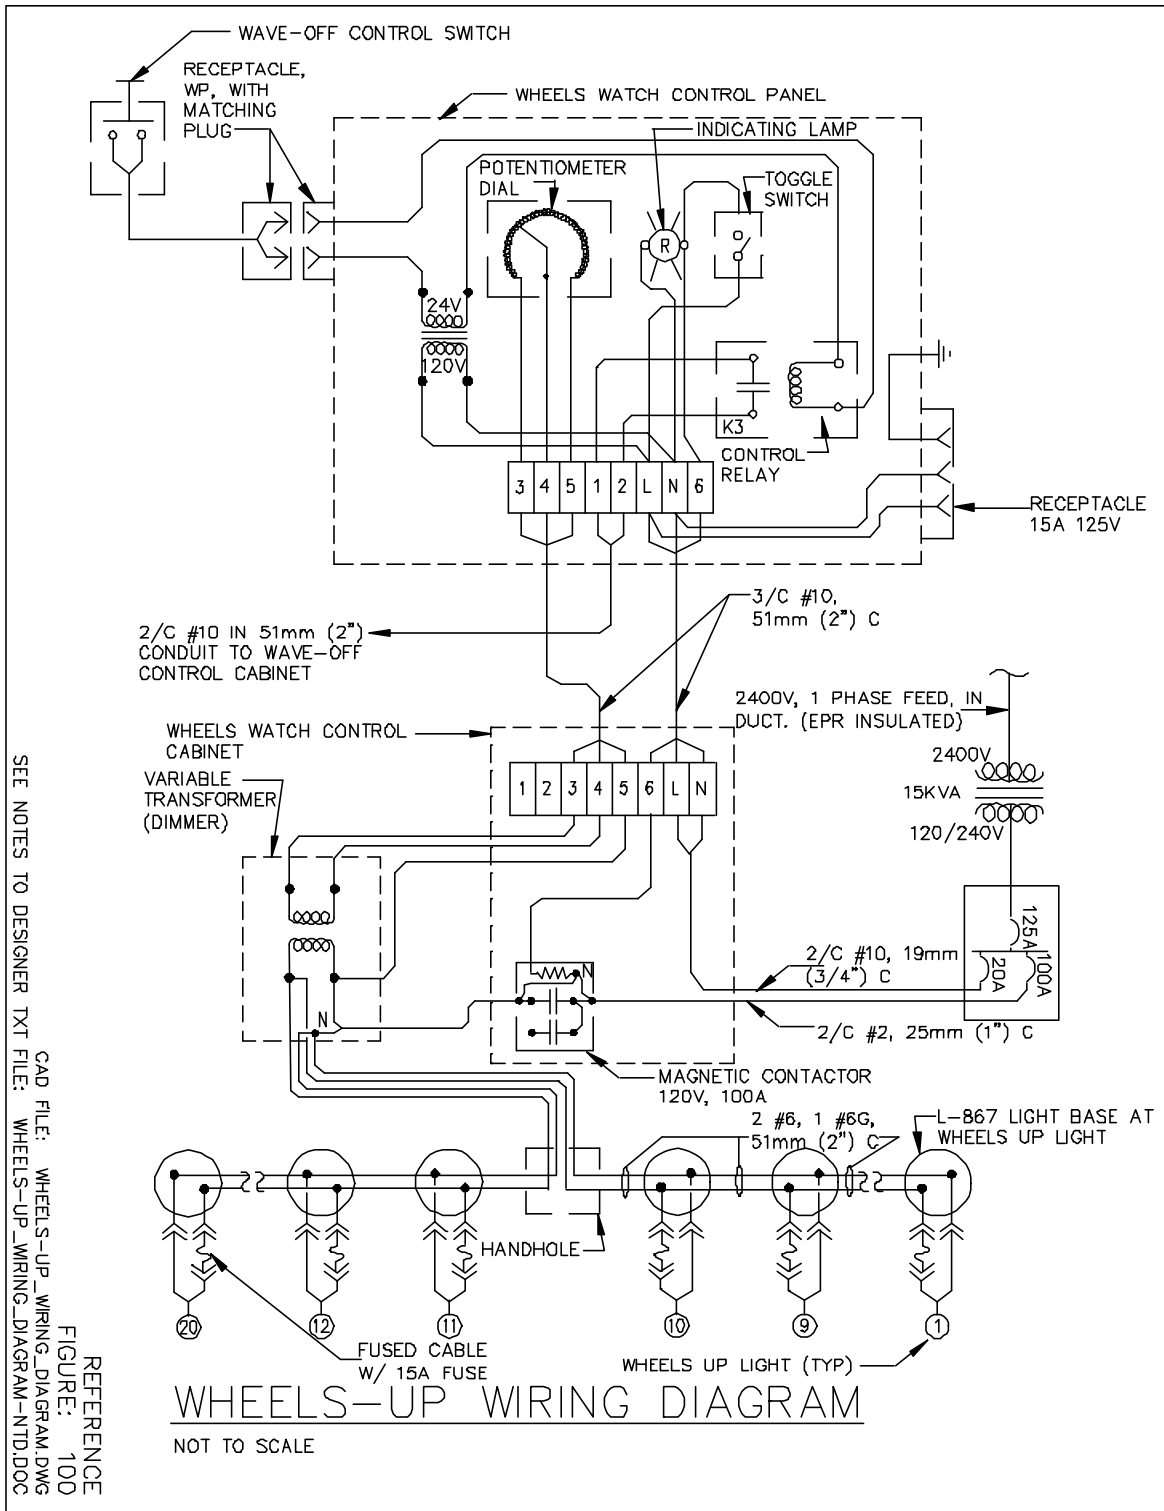 WAVE-OFF CONTROL SWITCH
RECEPTACLE,
WP, WITH
MATCHING
PLUG
WHEELS WATCH CONTROL PANEL
INDICATING LAMP
POTENTIOMETER
DIAL
TOGGLE
SWITCH
R
24V
120V
K3
CONTROL
RELAY
3 4 5 1 2 L N 6
RECEPTACLE
15A 125V
3/C #10,
51mm (2") C
2/C #10 IN 51mm (2")
CONDUIT TO WAVE-OFF
CONTROL CABINET
2400V, 1 PHASE FEED, IN
DUCT. (EPR INSULATED)
WHEELS WATCH CONTROL
CABINET
2400V
15KVA
120/240V
VARIABLE
TRANSFORMER
(DIMMER)
1 2 3 4 5 6 L N
125A
20A
100A
2/C #10, 19mm
(3/4") C
N
N
2/C #2, 25mm (1") C
MAGNETIC CONTACTOR
120V, 100A
2 #6, 1 #6G,
51mm (2") C
L-867 LIGHT BASE AT
WHEELS UP LIGHT
HANDHOLE
20 12 11 10 9 1
FUSED CABLE
W/ 15A FUSE
WHEELS UP LIGHT (TYP)
WHEELS-UP WIRING DIAGRAM
NOT TO SCALE
REFERENCE
FIGURE: 100
CAD FILE: WHEELS-UP_WIRING_DIAGRAM.DWG
SEE NOTES TO DESIGNER TXT FILE: WHEELS-UP_WIRING_DIAGRAM-NTD.DOC